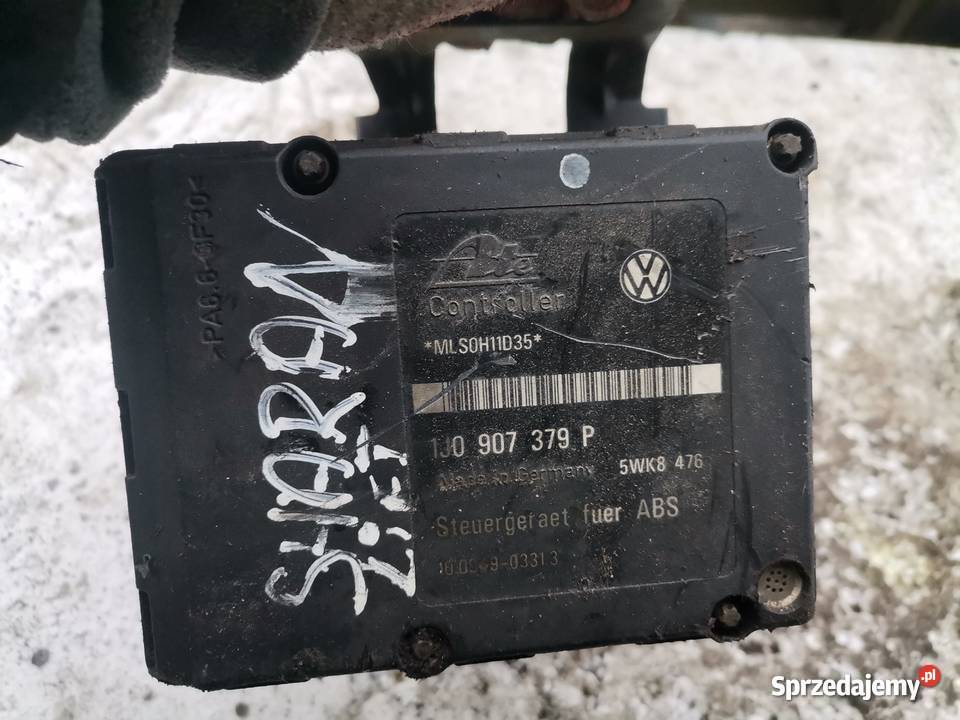 >PA6.6-GF30<
SHARAN
Ate
Controller
*MLS0H11D35*
1J0 907 379 P
Made in Germany 5WK8 476
Steuergeraet fuer ABS
VW
Sprzedajemy.pl